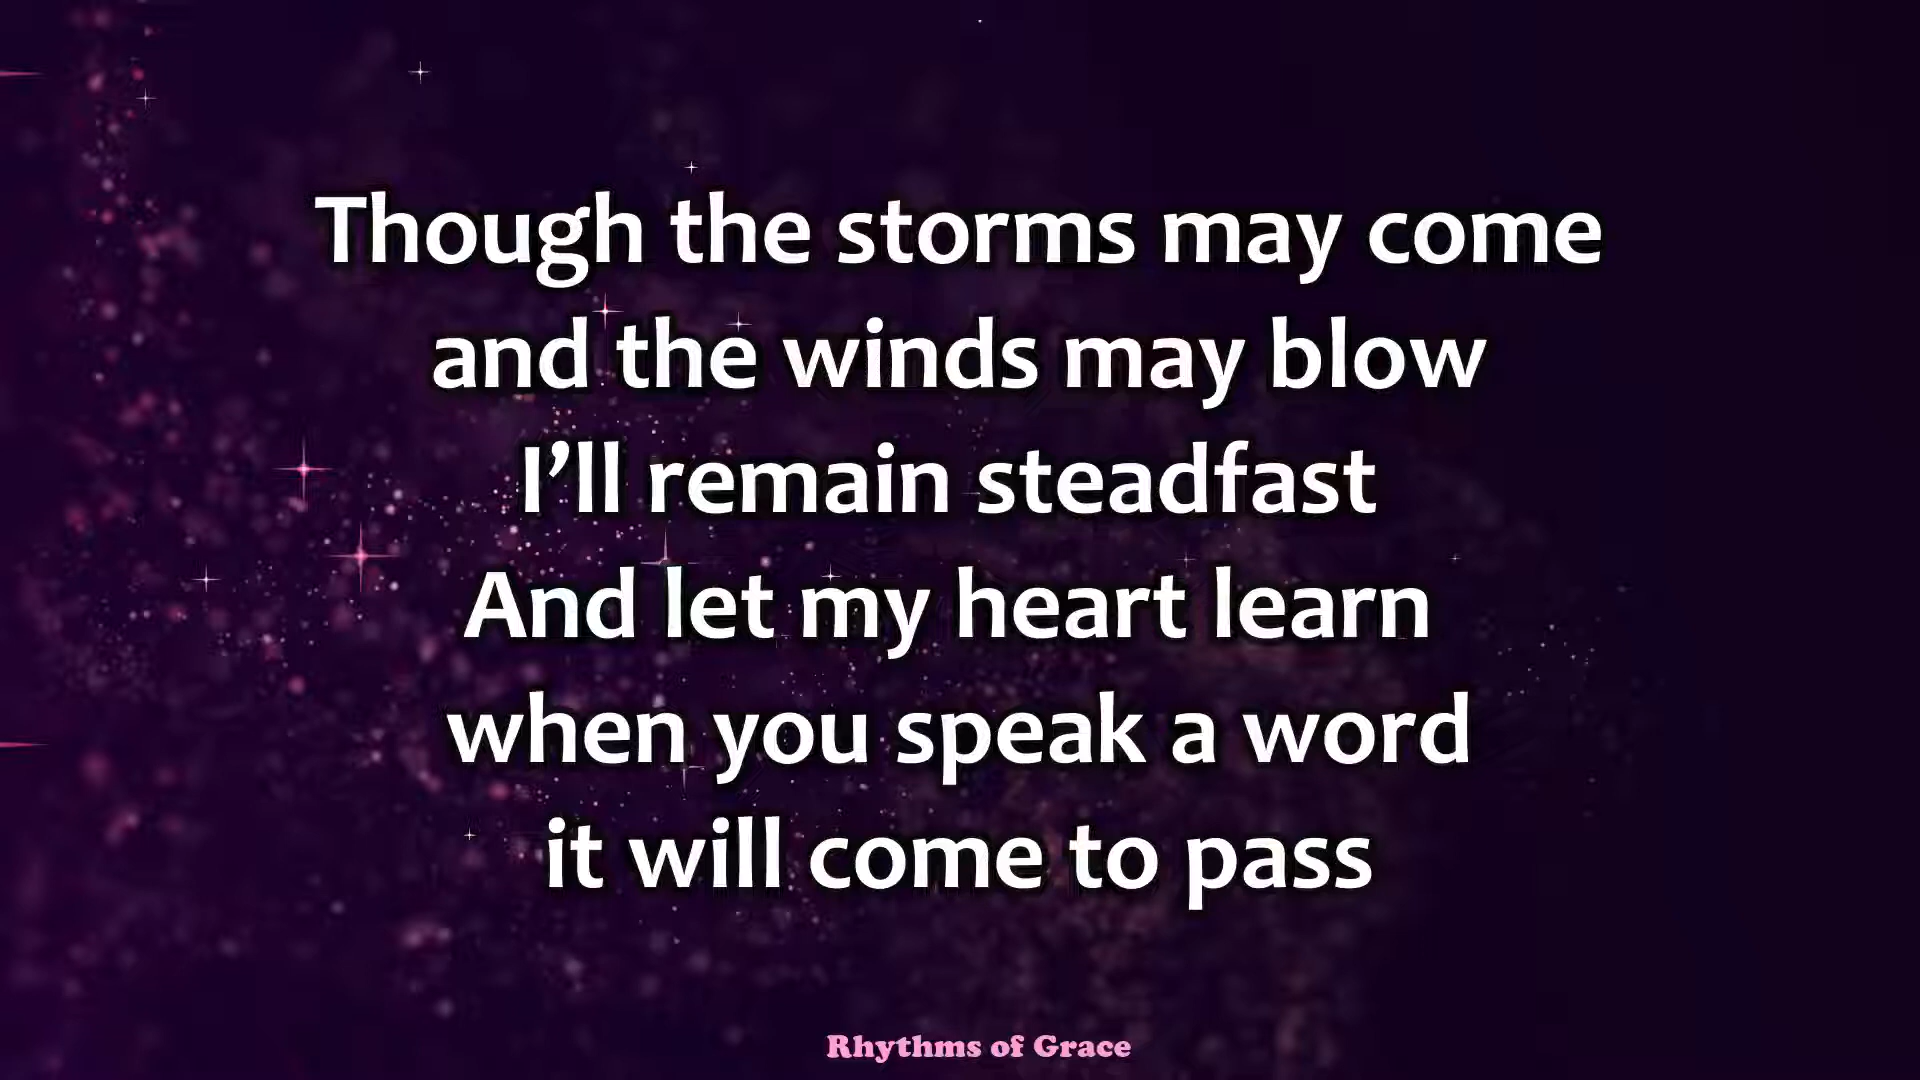 Though the storms may come
and the winds may blow
I’ll remain steadfast
And let my heart learn
when you speak a word
it will come to pass
Rhythms of Grace